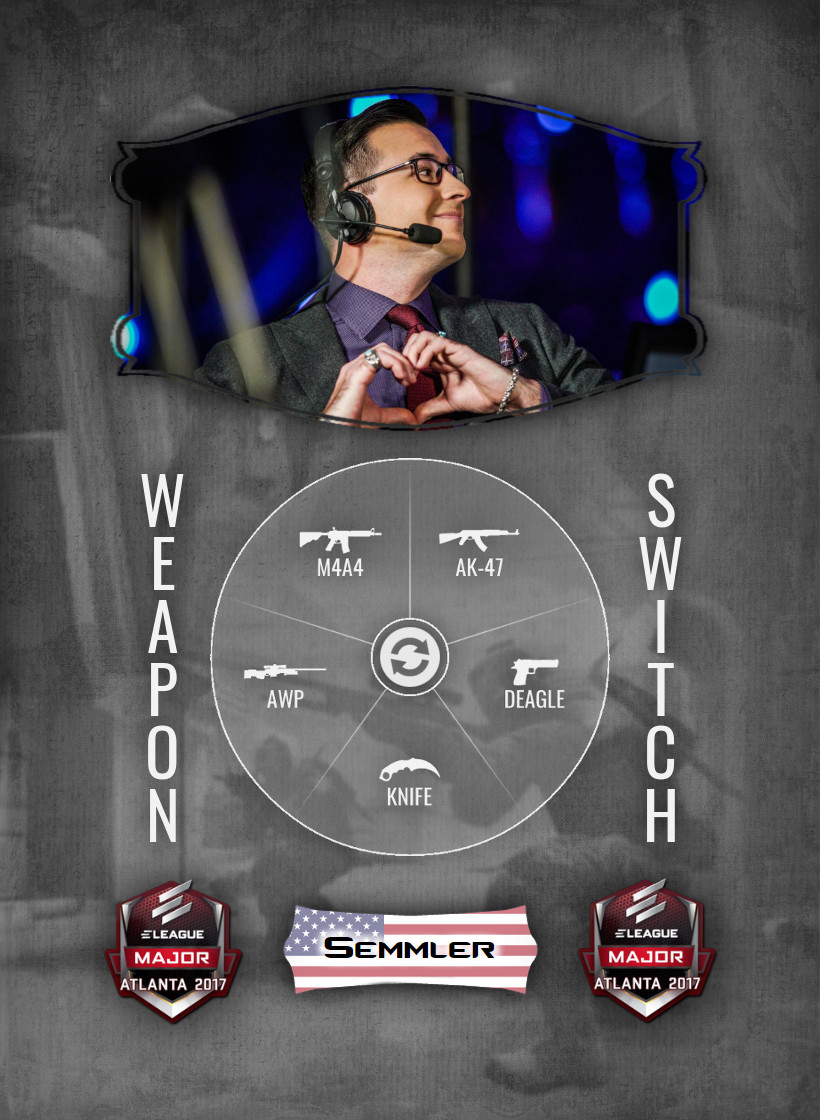 WEAPON
SWITCH
M4A4
AK-47
AWP
DEAGLE
KNIFE
ELEAGUE
MAJOR
ATLANTA 2017
SEMMLER
ELEAGUE
MAJOR
ATLANTA 2017